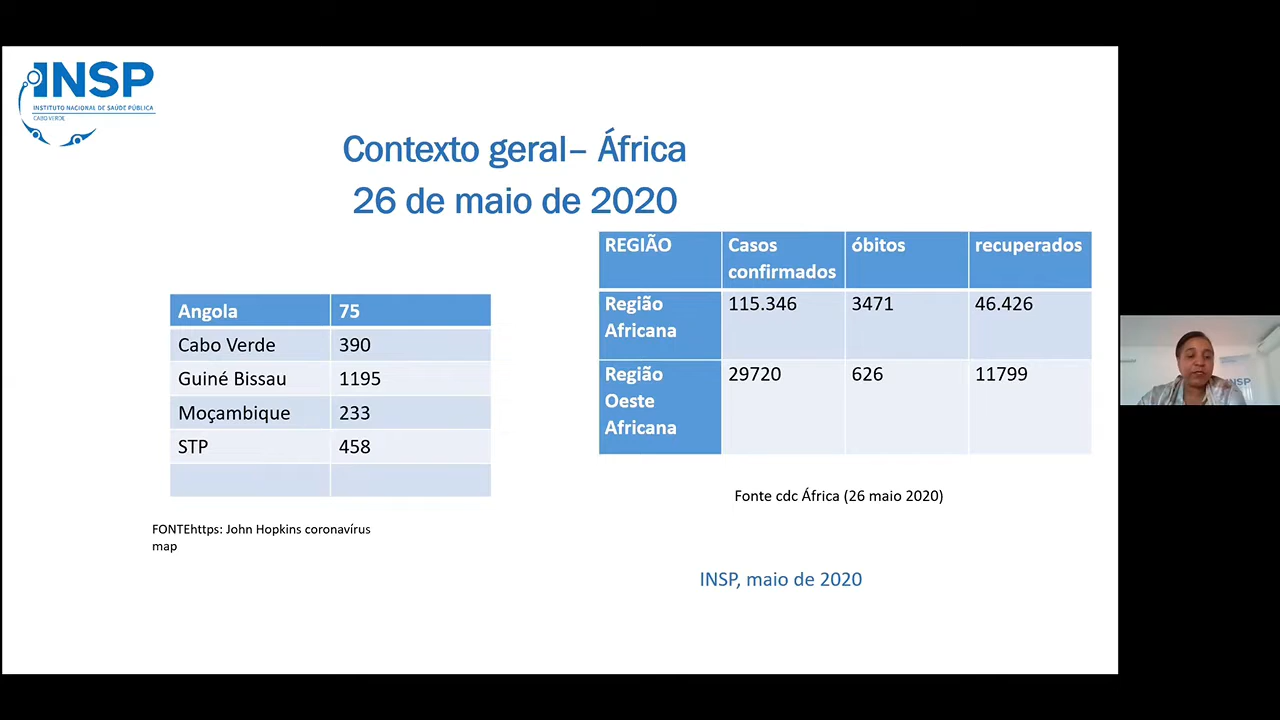 INSP
INSTITUTO NACIONAL DE SAÚDE PÚBLICA
CABO VERDE
Contexto geral– África
26 de maio de 2020
Angola 75
Cabo Verde 390
Guiné Bissau 1195
Moçambique 233
STP 458
FONTEhttps: John Hopkins coronavírus
map
REGIÃO Casos óbitos recuperados
confirmados
Região 115.346 3471 46.426
Africana
Região 29720 626 11799
Oeste
Africana
Fonte cdc África (26 maio 2020)
INSP, maio de 2020
NSP